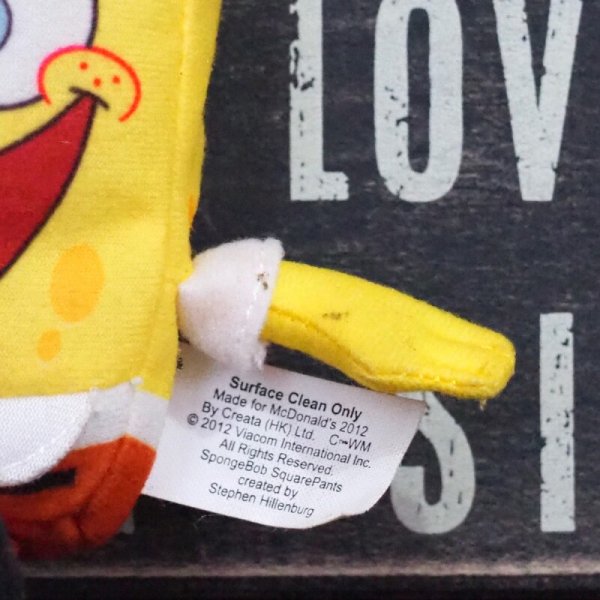 LOV
SI
Surface Clean Only
Made for McDonald's 2012
By Creata (HK) Ltd. C~WM
© 2012 Viacom International Inc.
All Rights Reserved.
SpongeBob SquarePants
created by
Stephen Hillenburg